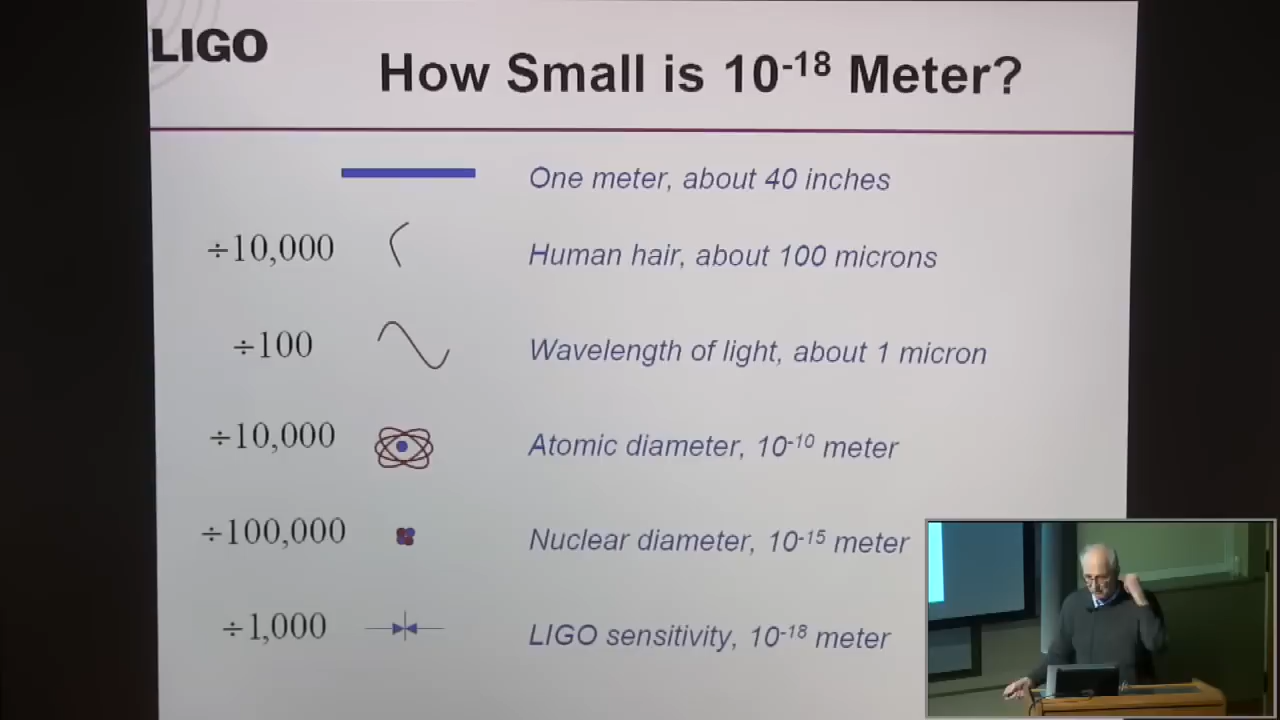 LIGO
How Small is 10⁻¹⁸ Meter?
One meter, about 40 inches
÷10,000 Human hair, about 100 microns
÷100 Wavelength of light, about 1 micron
÷10,000 Atomic diameter, 10⁻¹⁰ meter
÷100,000 Nuclear diameter, 10⁻¹⁵ meter
÷1,000 LIGO sensitivity, 10⁻¹⁸ meter